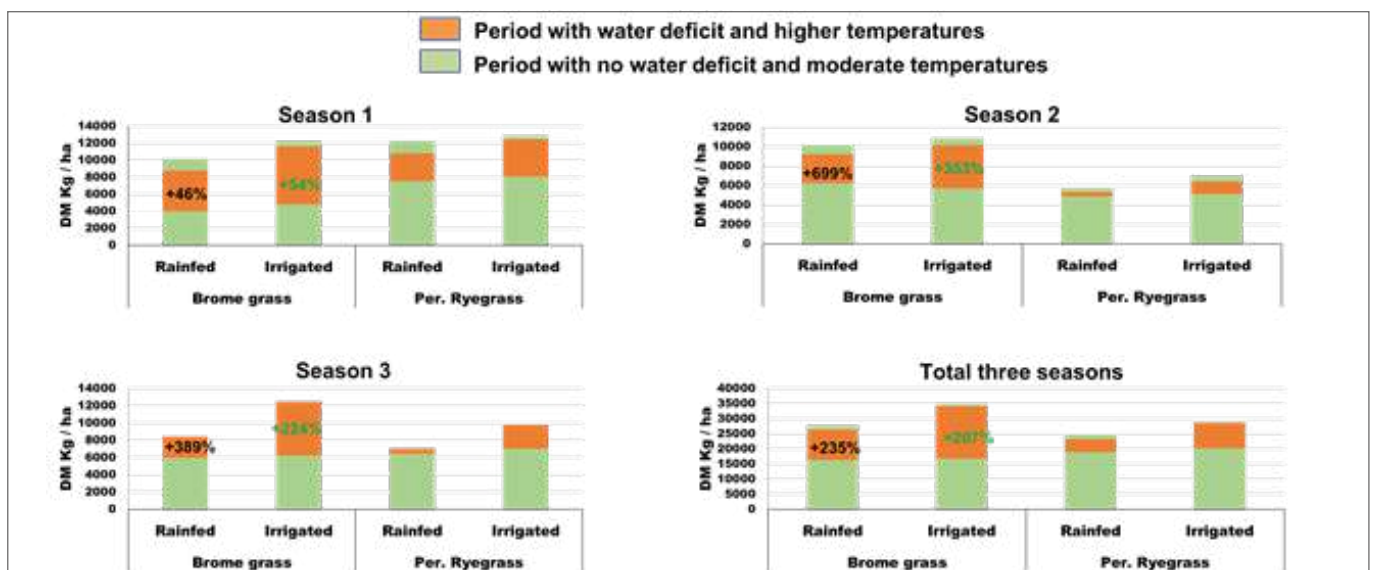 Period with water deficit and higher temperatures
Period with no water deficit and moderate temperatures
Season 1
DM Kg / ha
14000
12000
10000
8000
6000
4000
2000
0
+46%
+54%
Rainfed Irrigated Rainfed Irrigated
Brome grass Per. Ryegrass
Season 2
DM Kg / ha
12000
10000
8000
6000
4000
2000
0
+699%
Rainfed Irrigated Rainfed Irrigated
Brome grass Per. Ryegrass
Season 3
DM Kg / ha
14000
12000
10000
8000
6000
4000
2000
0
+389%
+224%
Rainfed Irrigated Rainfed Irrigated
Brome grass Per. Ryegrass
Total three seasons
DM Kg / ha
40000
35000
30000
25000
20000
15000
10000
5000
0
+235%
+207%
Rainfed Irrigated Rainfed Irrigated
Brome grass Per. Ryegrass